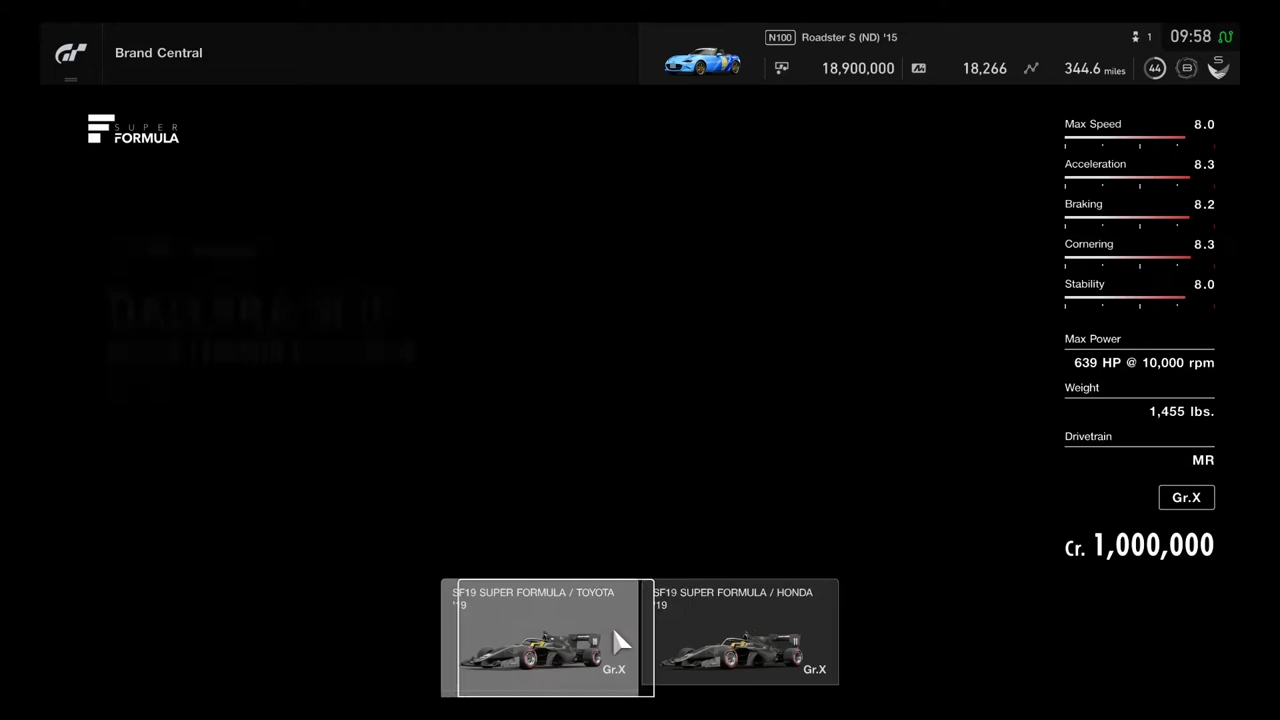 Brand Central
N100 Roadster S (ND) '15
1 09:58
18,900,000 18,266 344.6 miles 44 B S
SUPER
FORMULA
Max Speed 8.0
Acceleration 8.3
Braking 8.2
Cornering 8.3
Stability 8.0
Max Power
639 HP @ 10,000 rpm
Weight
1,455 lbs.
Drivetrain
MR
Gr.X
Cr. 1,000,000
SF19 SUPER FORMULA / TOYOTA
'19
Gr.X
SF19 SUPER FORMULA / HONDA
'19
Gr.X